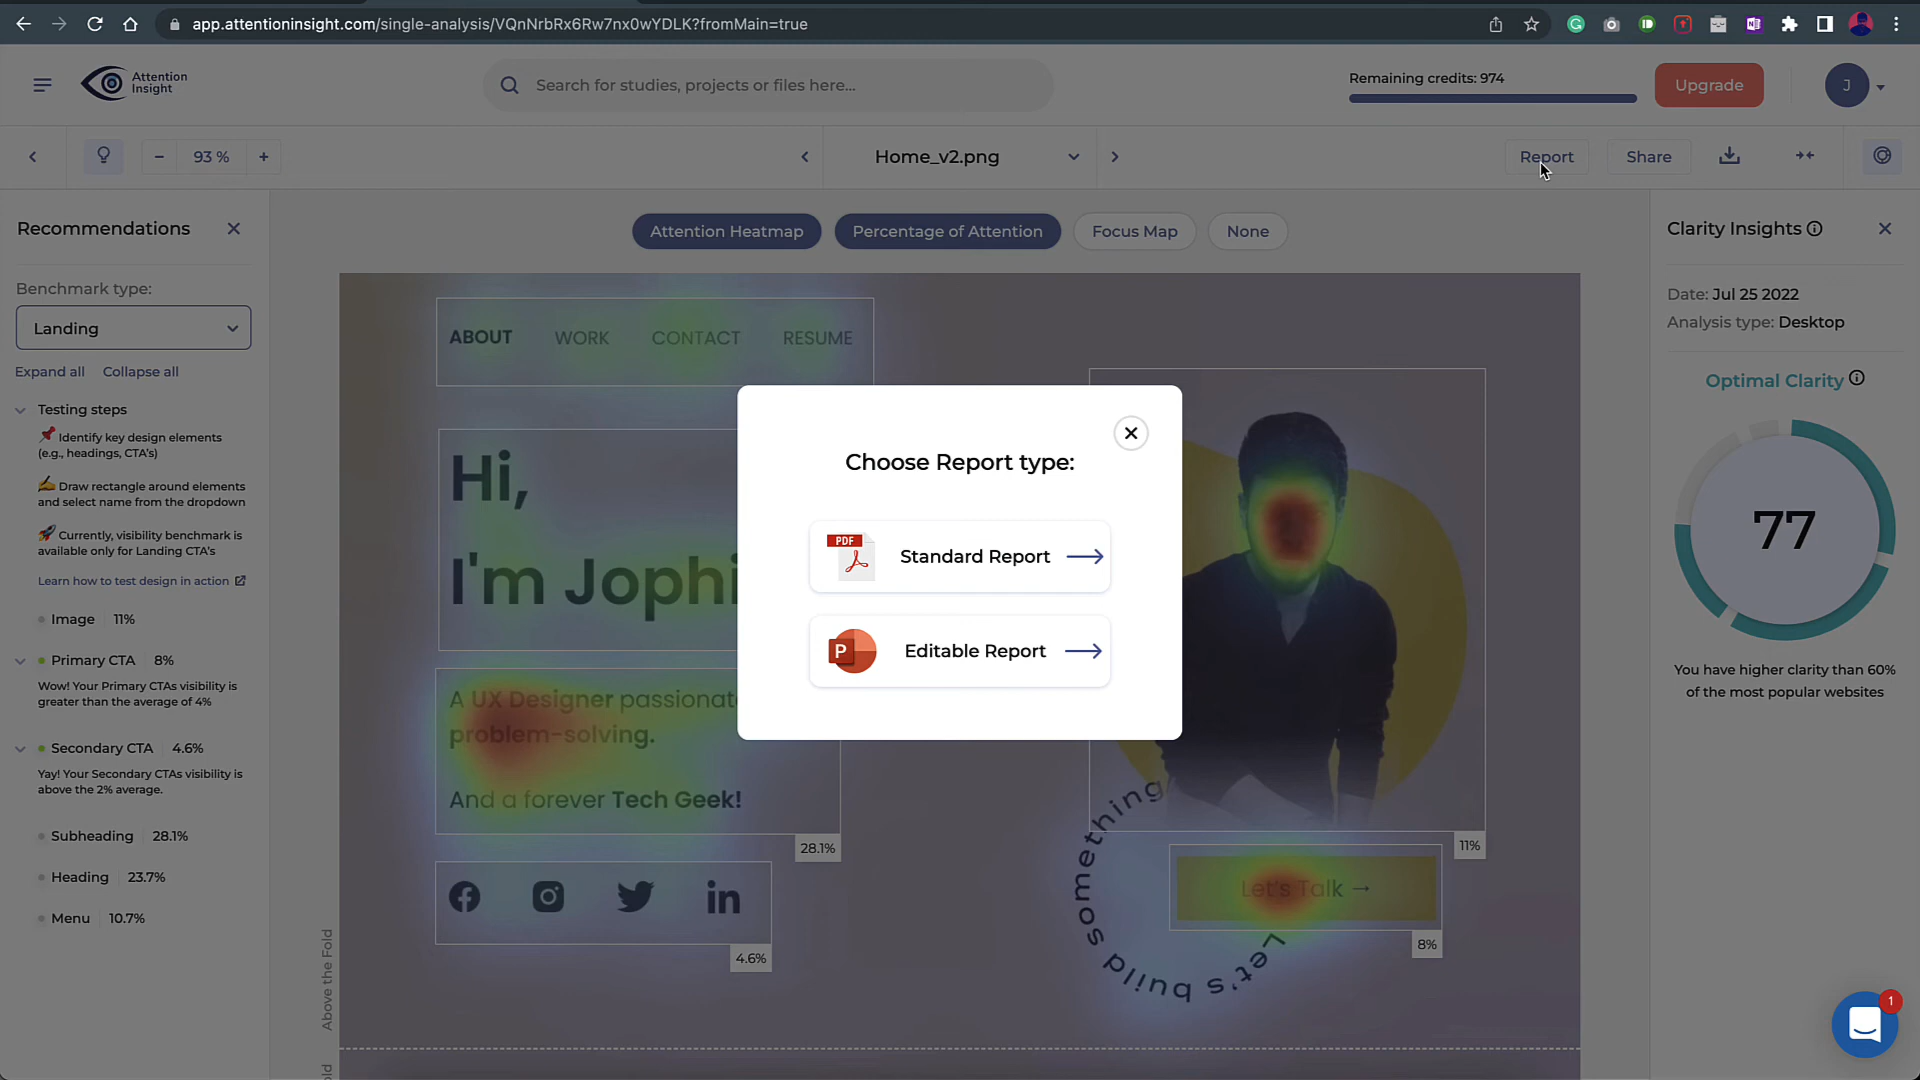 app.attentioninsight.com/single-analysis/VQnNrbRx6Rw7nx0wYDLK?fromMain=true
Attention
Insight
Search for studies, projects or files here...
Remaining credits: 974
Upgrade
J
93 %
Home_v2.png
Report
Share
Recommendations
Benchmark type:
Landing
Expand all Collapse all
Testing steps
Identify key design elements
(e.g., headings, CTA's)
Draw rectangle around elements
and select name from the dropdown
Currently, visibility benchmark is
available only for Landing CTA's
Learn how to test design in action
Image 11%
Primary CTA 8%
Wow! Your Primary CTAs visibility is
greater than the average of 4%
Secondary CTA 4.6%
Yay! Your Secondary CTAs visibility is
above the 2% average.
Subheading 28.1%
Heading 23.7%
Menu 10.7%
Attention Heatmap Percentage of Attention Focus Map None
ABOUT WORK CONTACT RESUME
Hi,
I'm Jophi
A UX Designer passionat
problem-solving.
And a forever Tech Geek!
28.1%
in
4.6%
Above the Fold
Choose Report type:
PDF
Standard Report
P
Editable Report
11%
Let's Talk →
8%
Let's build something
Clarity Insights
Date: Jul 25 2022
Analysis type: Desktop
Optimal Clarity
77
You have higher clarity than 60%
of the most popular websites
1